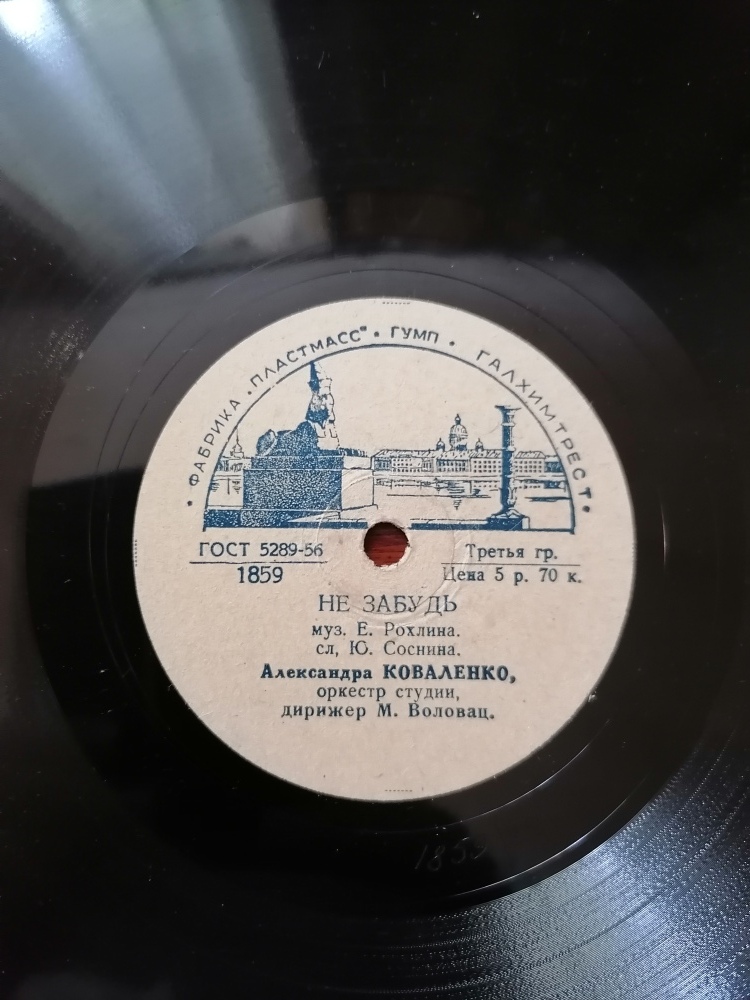 • ФАБРИКА „ПЛАСТМАСС" • ГУМП • ГАЛХИМТРЕСТ •
ГОСТ 5289-56
1859
Третья гр.
Цена 5 р. 70 к.
НЕ ЗАБУДЬ
муз. Е. Рохлина.
сл, Ю. Соснина.
Александра КОВАЛЕНКО,
оркестр студии,
дирижер М. Воловац.
1859